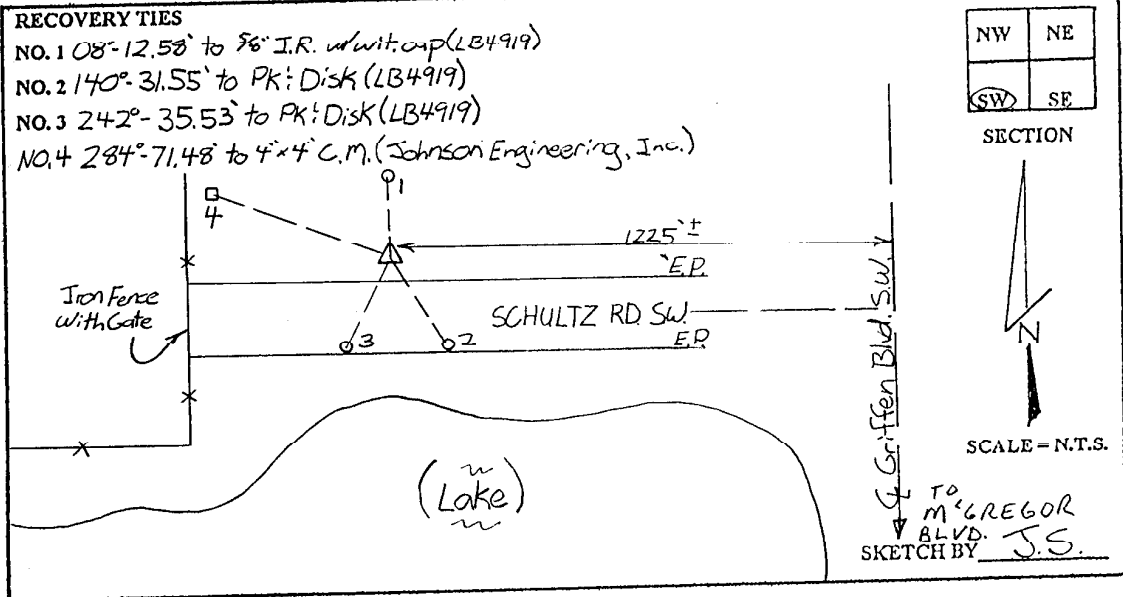 RECOVERY TIES
NO. 1 08°-12.58' to 5/8" I.R. w/wit. cap (LB4919)
NO. 2 140°-31.55' to PK & Disk (LB4919)
NO. 3 242°-35.53' to PK & Disk (LB4919)
NO. 4 284°-71.48' to 4"x4" C.M. (Johnson Engineering, Inc.)
NW NE
SW SE
SECTION
1
4
1225' ±
E.P.
Iron Fence
With Gate
SCHULTZ RD. SW.
3
2
E.P.
℄ Griffen Blvd. S.W.
N
SCALE = N.T.S.
(Lake)
TO
McGREGOR
BLVD.
SKETCH BY J.S.